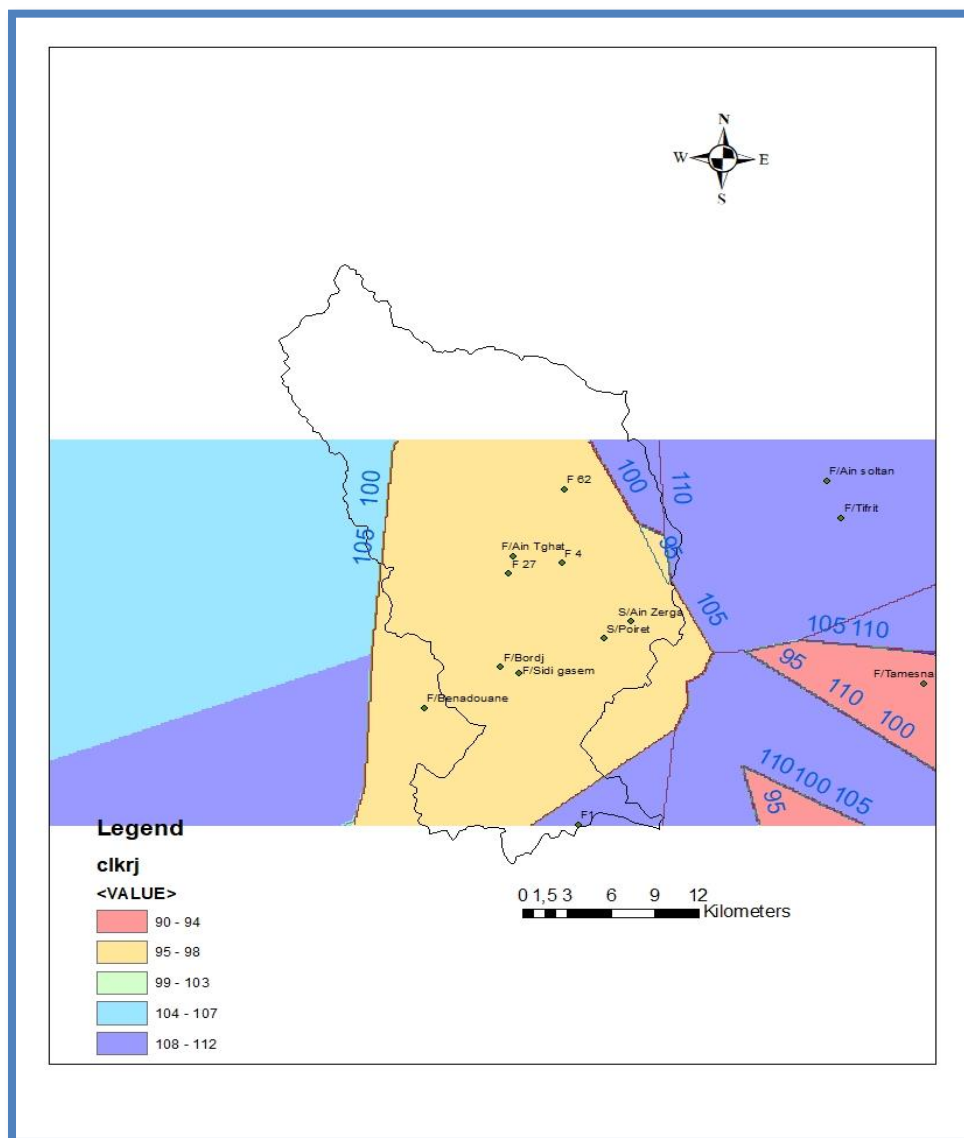 N
W E
S
F/Ain soltan
F 62
100
100
110
F/Tifrit
105
F/Ain Tghat
F 4
95
F 27
S/Ain Zerga
105
S/Poiret
105 110
F/Bordj
95
F/Sidi gasem
F/Tamesna
110
F/Benadouane
100
110 100 105
95
F1
Legend
clkrj
<VALUE>
0 1,5 3 6 9 12
Kilometers
90 - 94
95 - 98
99 - 103
104 - 107
108 - 112